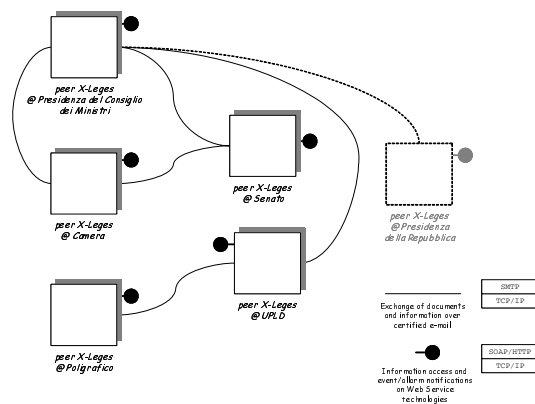 peer X-Leges
@ Presidenza del Consiglio
dei Ministri
peer X-Leges
@ Senato
peer X-Leges
@ Camera
peer X-Leges
@ Presidenza
della Repubblica
peer X-Leges
@ UPLD
peer X-Leges
@ Poligrafico
Exchange of documents
and information over
certified e-mail
SMTP
TCP/IP
Information access and
event/allarm notifications
on Web Service
technologies
SOAP/HTTP
TCP/IP